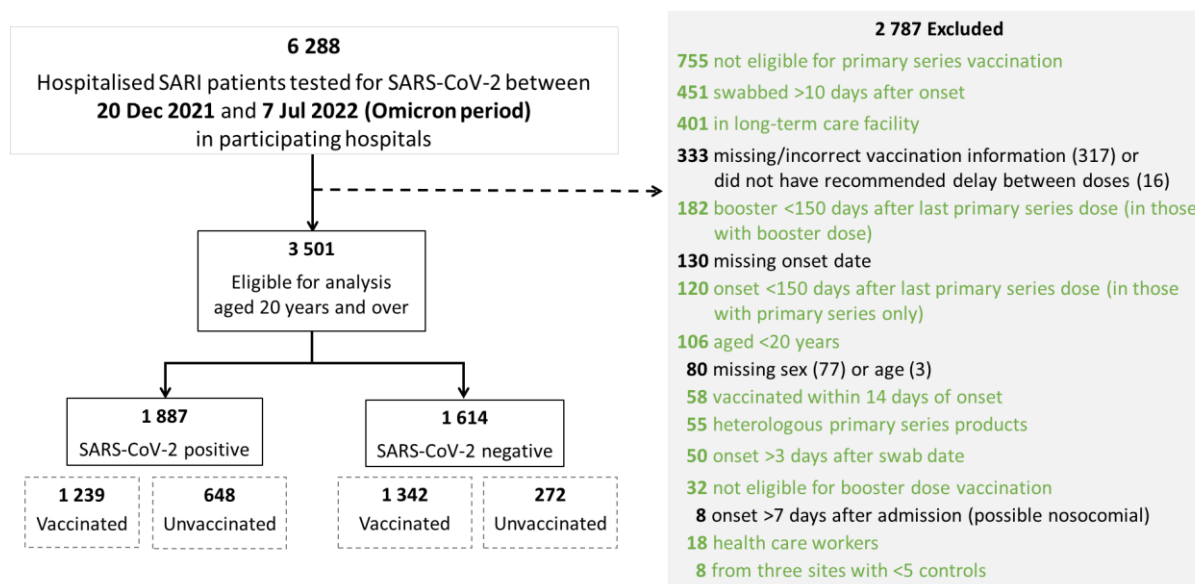 6 288
Hospitalised SARI patients tested for SARS-CoV-2 between
20 Dec 2021 and 7 Jul 2022 (Omicron period)
in participating hospitals
3 501
Eligible for analysis
aged 20 years and over
1 887
SARS-CoV-2 positive
1 614
SARS-CoV-2 negative
1 239
Vaccinated
648
Unvaccinated
1 342
Vaccinated
272
Unvaccinated
2 787 Excluded
755 not eligible for primary series vaccination
451 swabbed >10 days after onset
401 in long-term care facility
333 missing/incorrect vaccination information (317) or
did not have recommended delay between doses (16)
182 booster <150 days after last primary series dose (in those
with booster dose)
130 missing onset date
120 onset <150 days after last primary series dose (in those
with primary series only)
106 aged <20 years
80 missing sex (77) or age (3)
58 vaccinated within 14 days of onset
55 heterologous primary series products
50 onset >3 days after swab date
32 not eligible for booster dose vaccination
8 onset >7 days after admission (possible nosocomial)
18 health care workers
8 from three sites with <5 controls